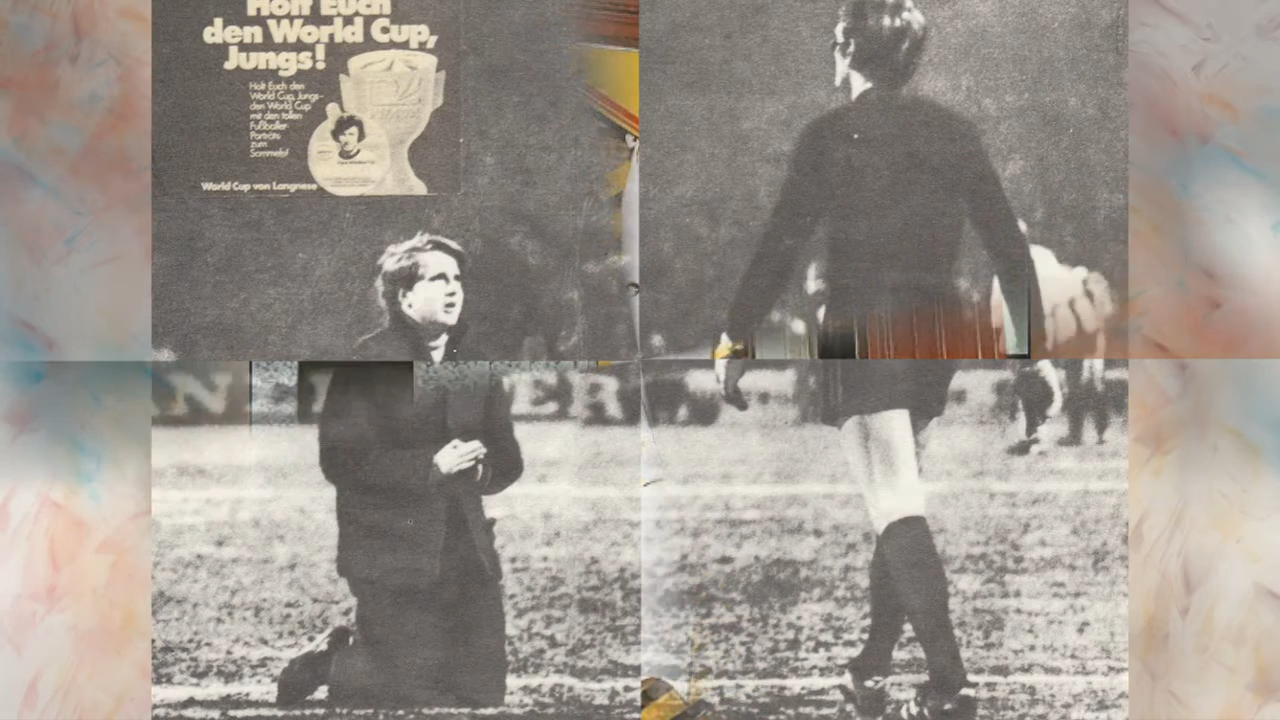 Holt Euch
den World Cup,
Jungs!
Holt Euch den
World Cup, Jungs-
den World Cup
mit den tollen
Fußballer-
Porträts
zum
Sammeln!
World Cup von Langnese
N
ER